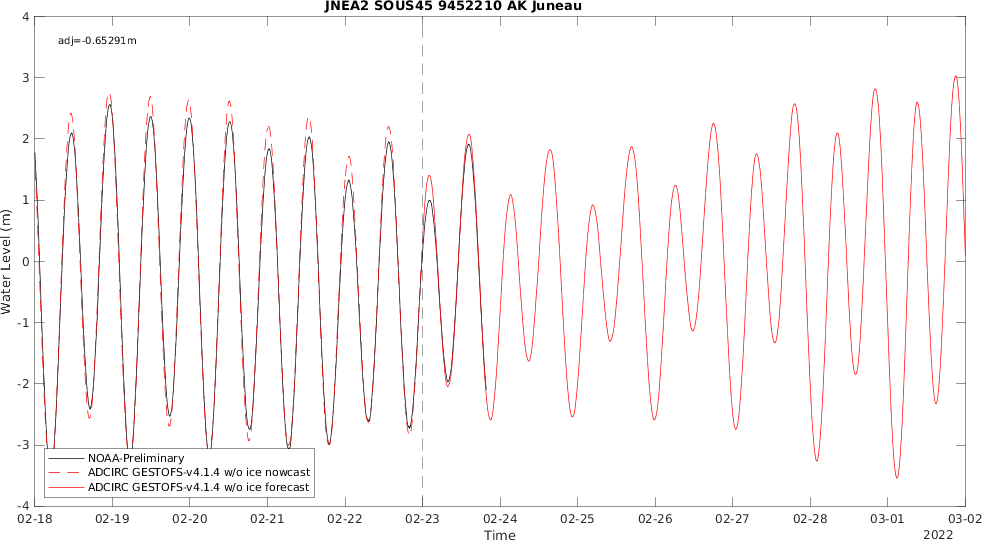 JNEA2 SOUS45 9452210 AK Juneau
adj=-0.65291m
4
3
2
1
0
-1
-2
-3
-4
Water Level (m)
NOAA-Preliminary
ADCIRC GESTOFS-v4.1.4 w/o ice nowcast
ADCIRC GESTOFS-v4.1.4 w/o ice forecast
02-18 02-19 02-20 02-21 02-22 02-23 02-24 02-25 02-26 02-27 02-28 03-01 03-02
Time
2022